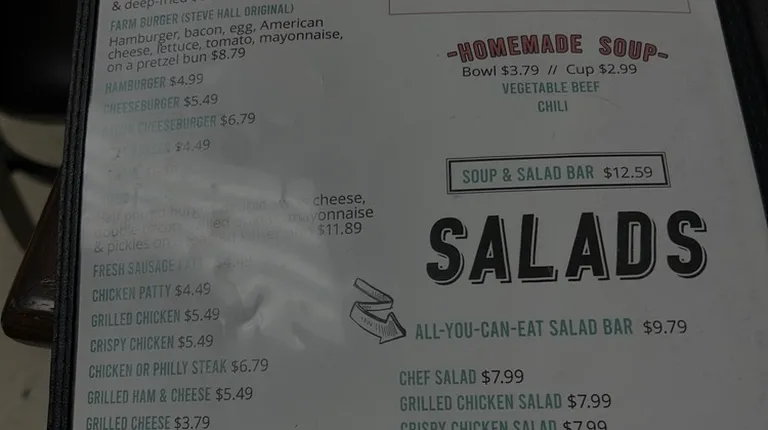 & deep-fried
FARM BURGER (STEVE HALL ORIGINAL)
Hamburger, bacon, egg, American
cheese, lettuce, tomato, mayonnaise,
on a pretzel bun $8.79
HAMBURGER $4.99
CHEESEBURGER $5.49
CHEESEBURGER $6.79
$4.49
cheese,
mayonnaise
$11.89
& pickles on
FRESH SAUSAGE
CHICKEN PATTY $4.49
GRILLED CHICKEN $5.49
CRISPY CHICKEN $5.49
CHICKEN OR PHILLY STEAK $6.79
GRILLED HAM & CHEESE $5.49
GRILLED CHEESE $3.79
-HOMEMADE SOUP-
Bowl $3.79 // Cup $2.99
VEGETABLE BEEF
CHILI
SOUP & SALAD BAR $12.59
SALADS
ALL-YOU-CAN-EAT SALAD BAR $9.79
CHEF SALAD $7.99
GRILLED CHICKEN SALAD $7.99
CRISPY CHICKEN SALAD $7.99